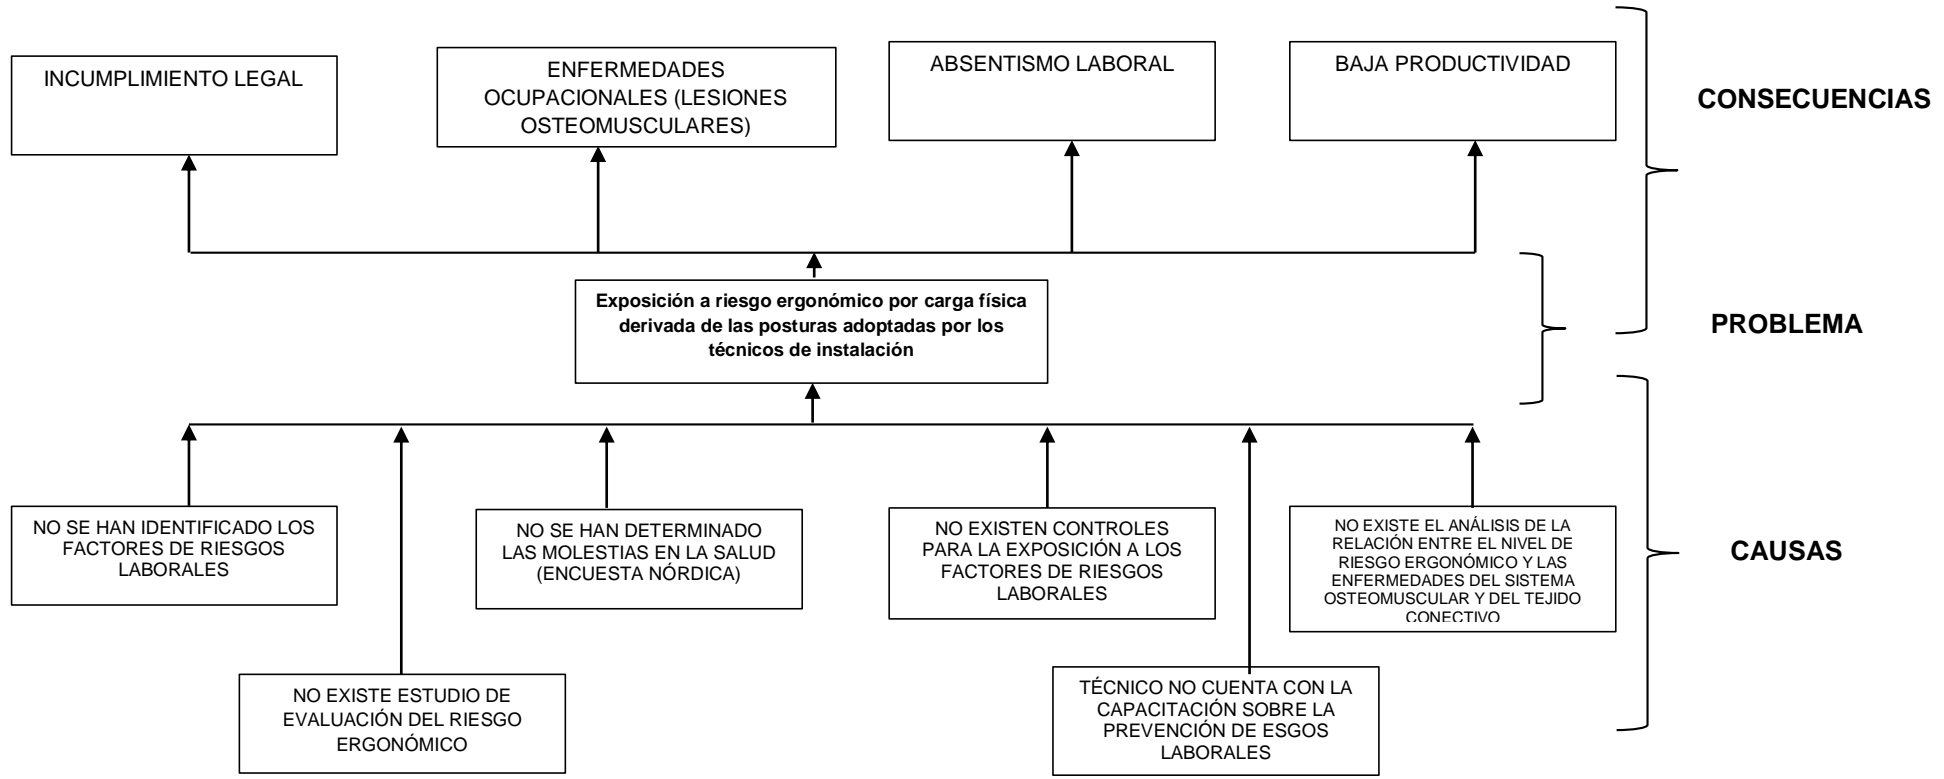 INCUMPLIMIENTO LEGAL
ENFERMEDADES
OCUPACIONALES (LESIONES
OSTEOMUSCULARES)
ABSENTISMO LABORAL
BAJA PRODUCTIVIDAD
CONSECUENCIAS
Exposición a riesgo ergonómico por carga física
derivada de las posturas adoptadas por los
técnicos de instalación
PROBLEMA
NO SE HAN IDENTIFICADO LOS
FACTORES DE RIESGOS
LABORALES
NO SE HAN DETERMINADO
LAS MOLESTIAS EN LA SALUD
(ENCUESTA NÓRDICA)
NO EXISTEN CONTROLES
PARA LA EXPOSICIÓN A LOS
FACTORES DE RIESGOS
LABORALES
NO EXISTE EL ANÁLISIS DE LA
RELACIÓN ENTRE EL NIVEL DE
RIESGO ERGONÓMICO Y LAS
ENFERMEDADES DEL SISTEMA
OSTEOMUSCULAR Y DEL TEJIDO
CONECTIVO
CAUSAS
NO EXISTE ESTUDIO DE
EVALUACIÓN DEL RIESGO
ERGONÓMICO
TÉCNICO NO CUENTA CON LA
CAPACITACIÓN SOBRE LA
PREVENCIÓN DE ESGOS
LABORALES